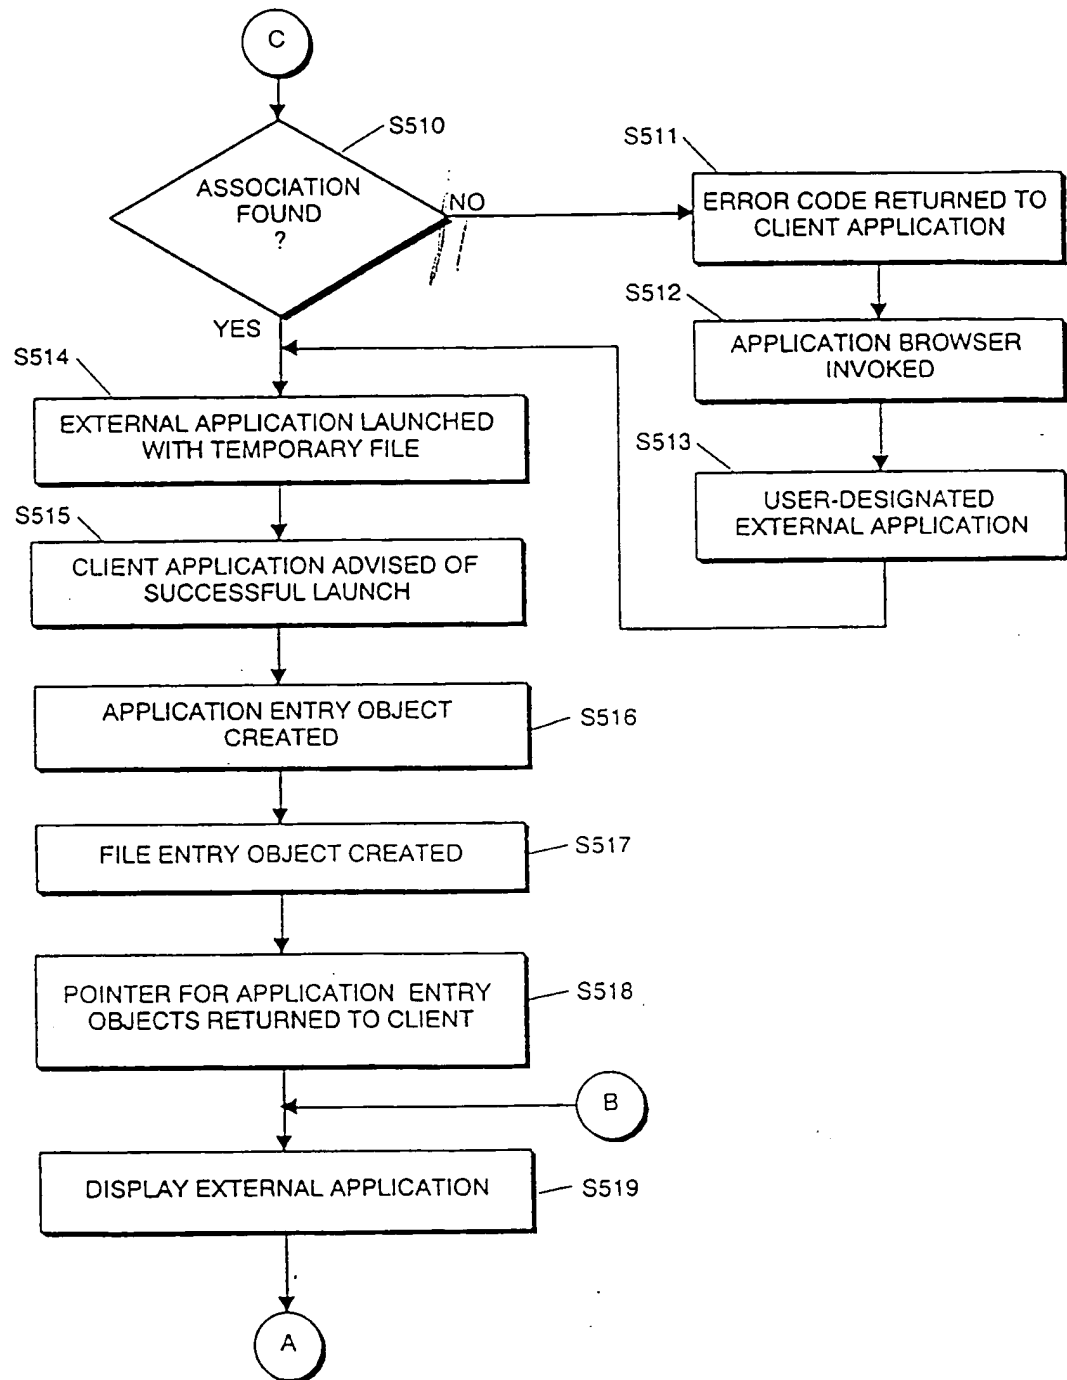 C
S510
ASSOCIATION
FOUND
?
NO
YES
S511
ERROR CODE RETURNED TO
CLIENT APPLICATION
S512
APPLICATION BROWSER
INVOKED
S513
USER-DESIGNATED
EXTERNAL APPLICATION
S514
EXTERNAL APPLICATION LAUNCHED
WITH TEMPORARY FILE
S515
CLIENT APPLICATION ADVISED OF
SUCCESSFUL LAUNCH
APPLICATION ENTRY OBJECT
CREATED
S516
FILE ENTRY OBJECT CREATED
S517
POINTER FOR APPLICATION ENTRY
OBJECTS RETURNED TO CLIENT
S518
B
DISPLAY EXTERNAL APPLICATION
S519
A